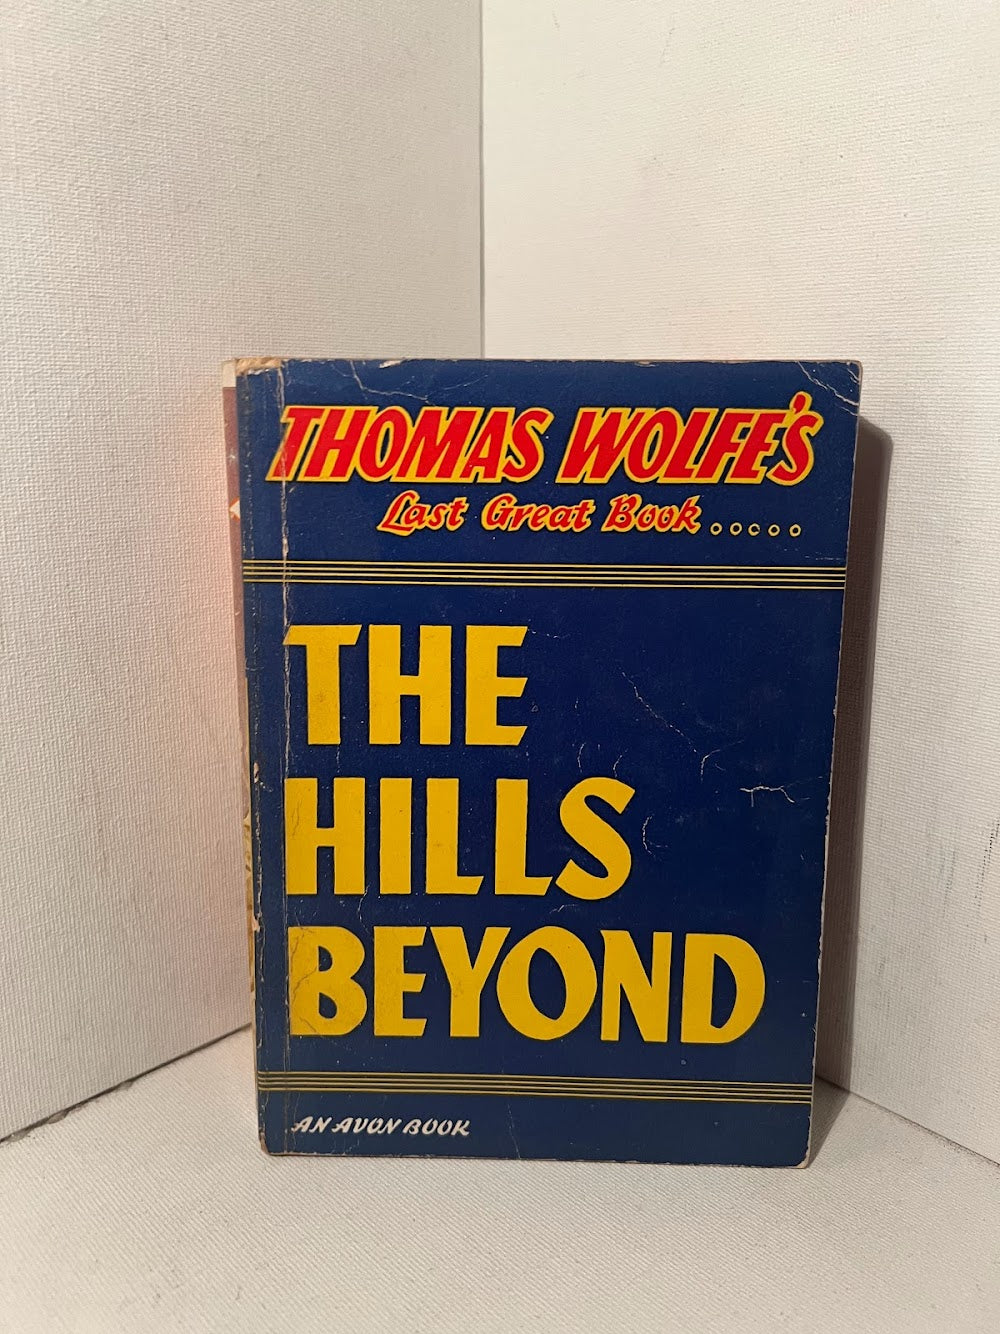 THOMAS WOLFE'S
Last Great Book .....
THE
HILLS
BEYOND
AN AVON BOOK